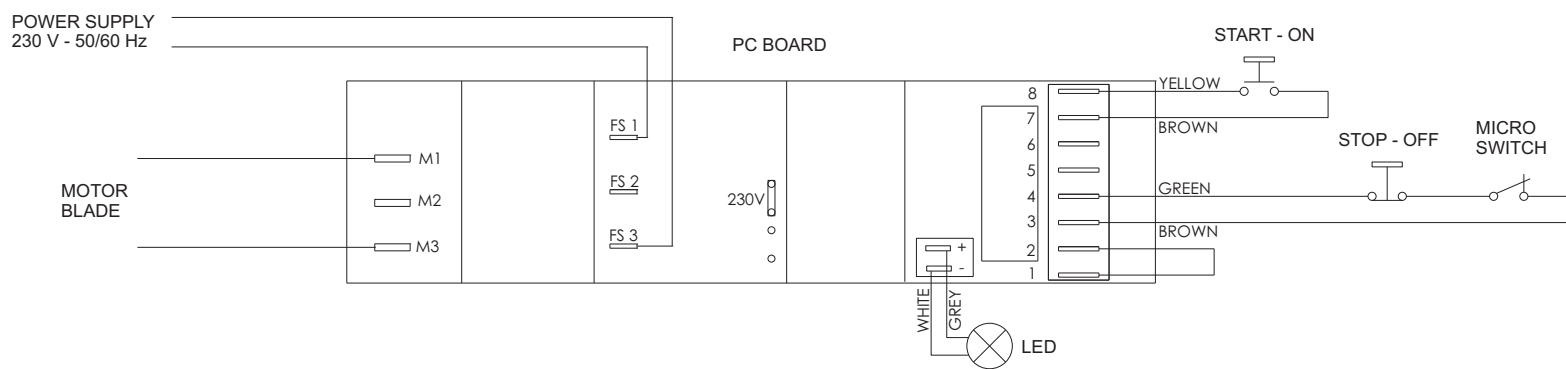 POWER SUPPLY
230 V - 50/60 Hz
PC BOARD
START - ON
YELLOW
BROWN
STOP - OFF
MICRO
SWITCH
GREEN
BROWN
8
7
6
5
4
3
2
1
FS 1
FS 2
FS 3
M1
M2
M3
MOTOR
BLADE
230V
+
-
WHITE
GREY
LED